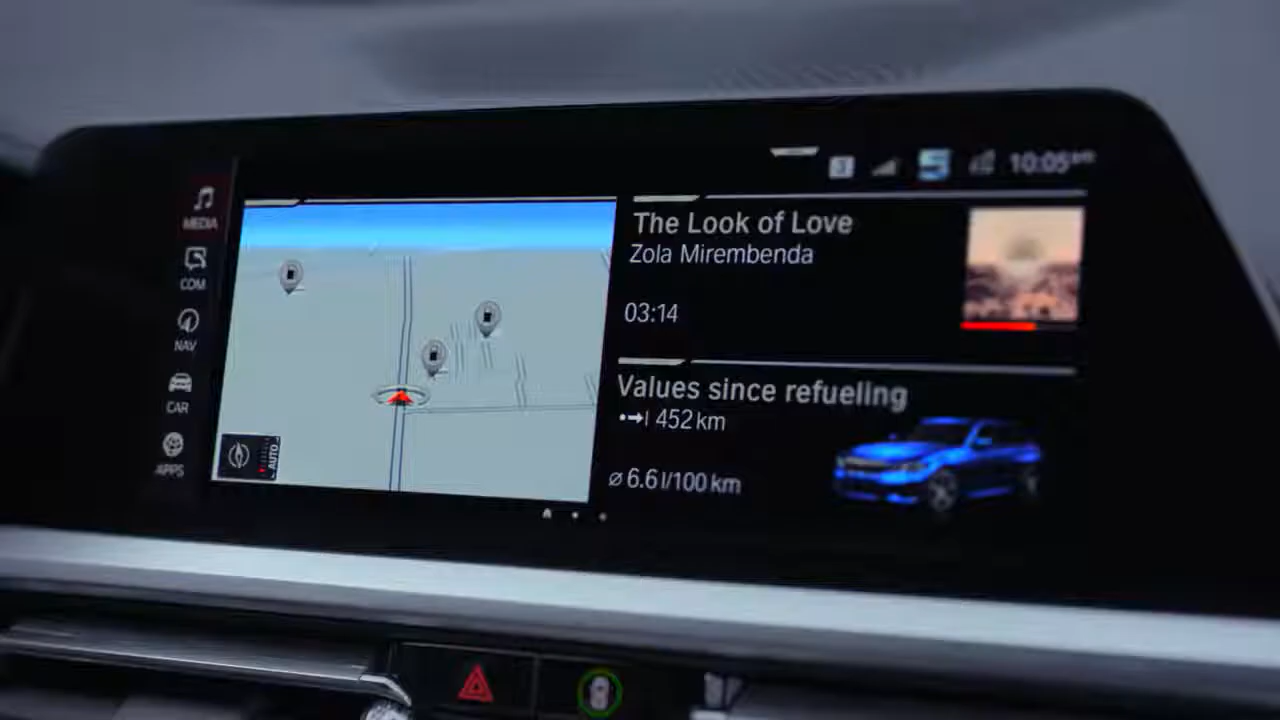 10:05
MEDIA
COM
NAV
CAR
APPS
AUTO
The Look of Love
Zola Mirembenda
03:14
Values since refueling
452 km
⌀ 6.6 l/100 km